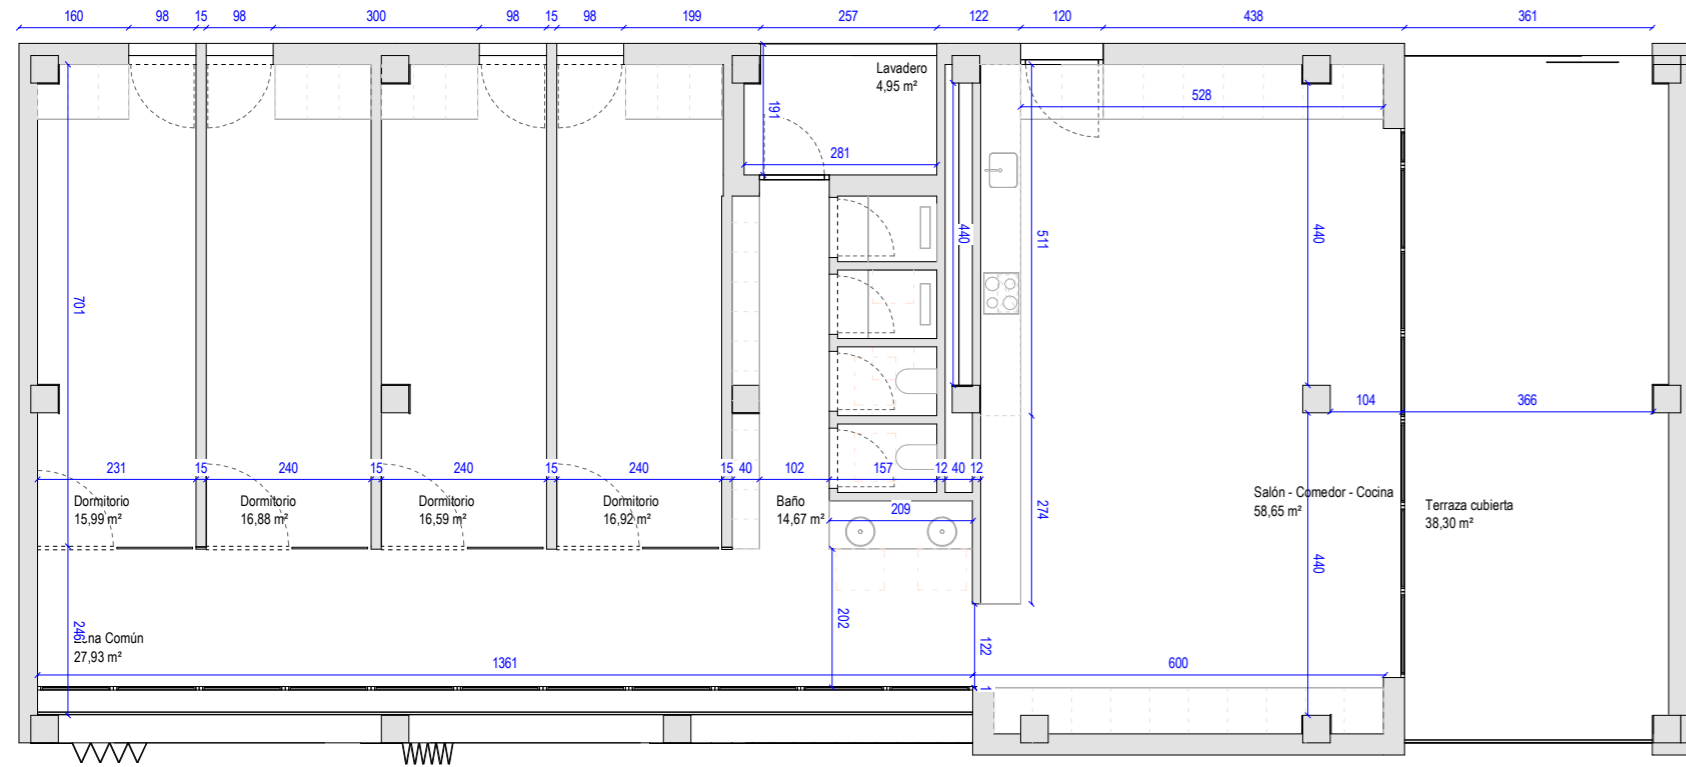 160 98 15 98 300 98 15 98 199 257 122 120 438 361
Lavadero
4,95 m²
191
528
281
440
511
440
701
104 366
231 15 240 15 240 15 240 15 40 102 157 12 40 12
Dormitorio
15,99 m²
Dormitorio
16,88 m²
Dormitorio
16,59 m²
Dormitorio
16,92 m²
Baño
14,67 m²
209
274
Salón - Comedor - Cocina
58,65 m²
Terraza cubierta
38,30 m²
440
202
246
Zona Común
27,93 m²
122
1361
600
1